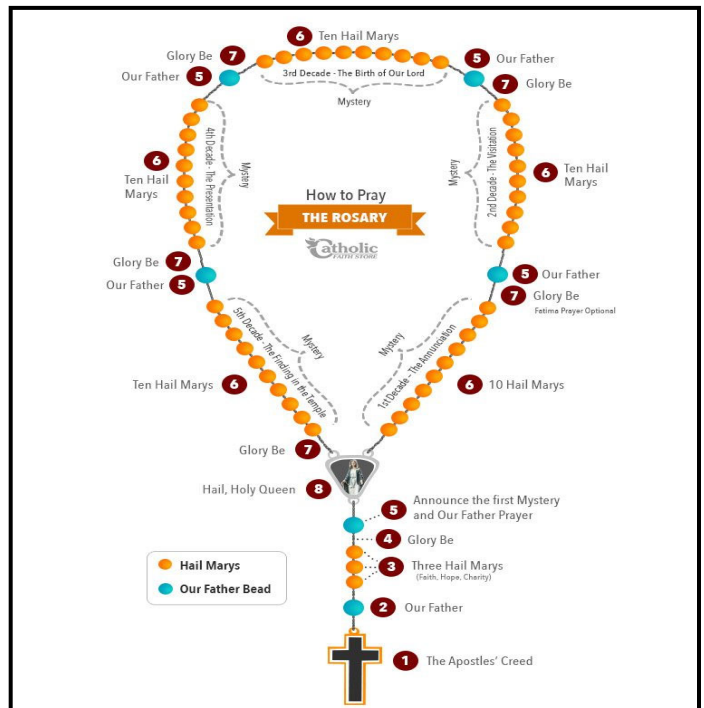 6 Ten Hail Marys
Glory Be 7
5 Our Father
Our Father 5
7 Glory Be
3rd Decade - The Birth of Our Lord
Mystery
4th Decade - The Presentation
Mystery
6
Ten Hail
Marys
2nd Decade - The Visitation
Mystery
6 Ten Hail
Marys
How to Pray
THE ROSARY
Catholic
FAITH STORE
Glory Be 7
Our Father 5
5 Our Father
7 Glory Be
Fatima Prayer Optional
5th Decade - The Finding in the Temple
Mystery
Ten Hail Marys 6
1st Decade - The Annunciation
Mystery
6 10 Hail Marys
Glory Be 7
Hail, Holy Queen 8
5 Announce the first Mystery
and Our Father Prayer
4 Glory Be
3 Three Hail Marys
(Faith, Hope, Charity)
2 Our Father
1 The Apostles' Creed
Hail Marys
Our Father Bead